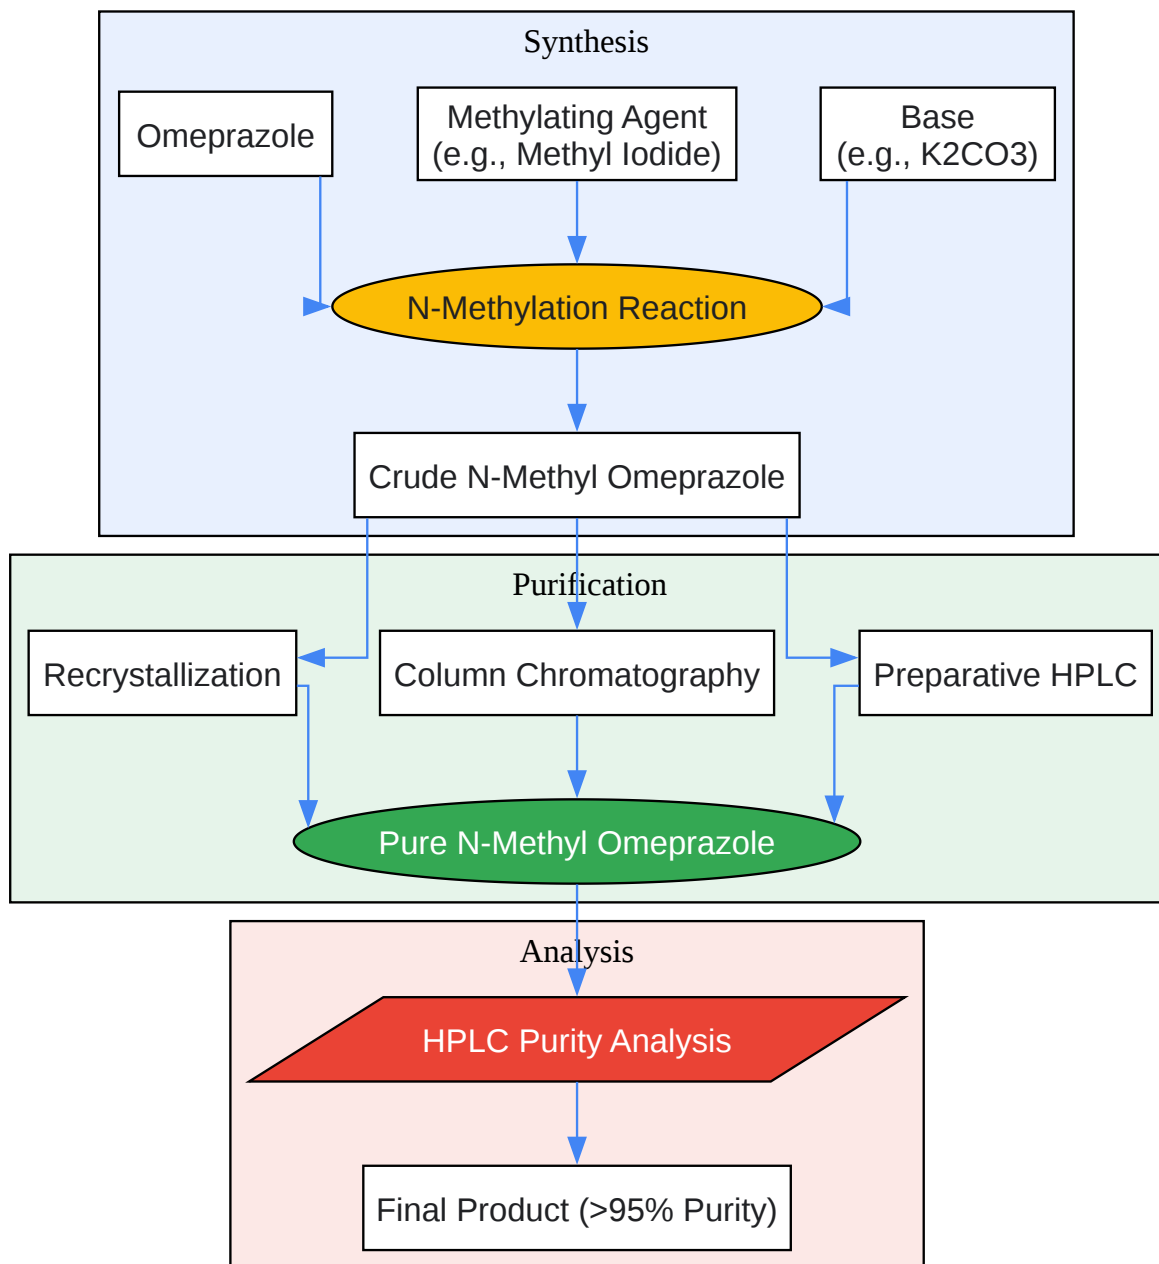 Synthesis
Omeprazole
Methylating Agent
(e.g., Methyl Iodide)
Base
(e.g., K2CO3)
N-Methylation Reaction
Crude N-Methyl Omeprazole
Purification
Recrystallization
Column Chromatography
Preparative HPLC
Pure N-Methyl Omeprazole
Analysis
HPLC Purity Analysis
Final Product (>95% Purity)